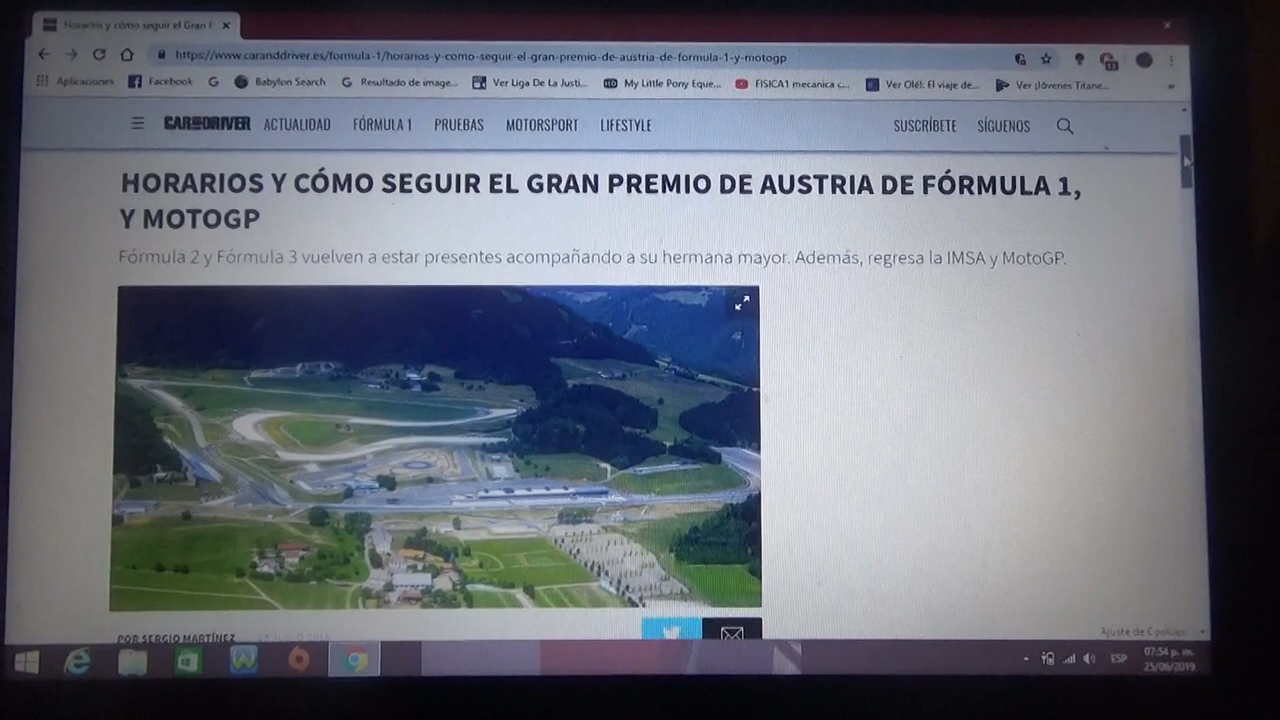 Horarios y cómo seguir el Gran P
https://www.caranddriver.es/formula-1/horarios-y-como-seguir-el-gran-premio-de-austria-de-formula-1-y-motogp
Aplicaciones Facebook Babylon Search Resultado de image... Ver Liga De La Justi... My Little Pony Eque... FISICA1 mecanica c... Ver Olé!: El viaje de... Ver ¡Jóvenes Titane...
CAR AND DRIVER ACTUALIDAD FÓRMULA 1 PRUEBAS MOTORSPORT LIFESTYLE SUSCRÍBETE SÍGUENOS
HORARIOS Y CÓMO SEGUIR EL GRAN PREMIO DE AUSTRIA DE FÓRMULA 1,
Y MOTOGP
Fórmula 2 y Fórmula 3 vuelven a estar presentes acompañando a su hermana mayor. Además, regresa la IMSA y MotoGP.
POR SERGIO MARTÍNEZ
Ajuste de Cookies
ESP 07:54 p. m.
25/06/2019